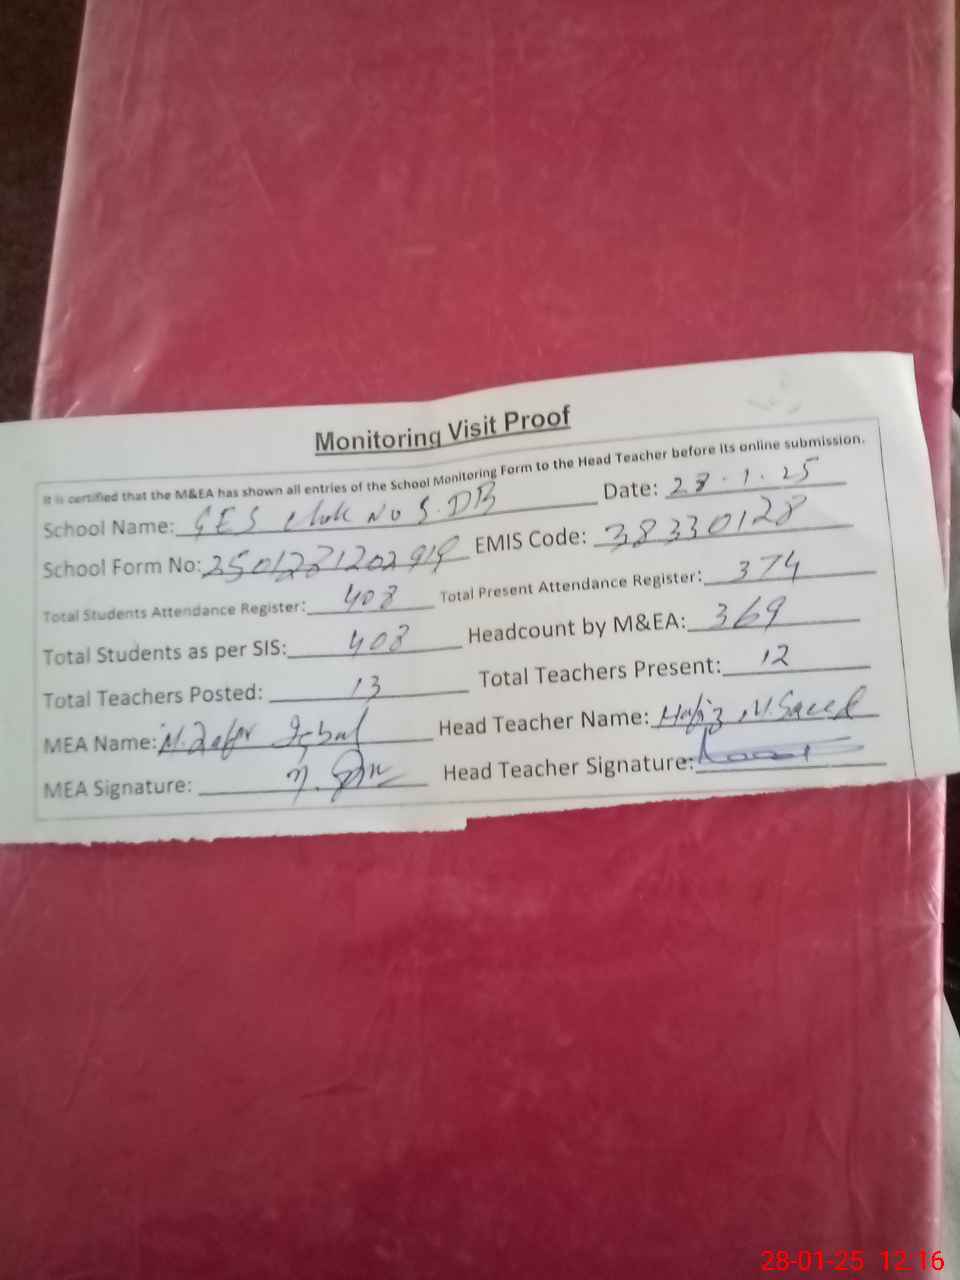 Monitoring Visit Proof
It is certified that the M&EA has shown all entries of the School Monitoring Form to the Head Teacher before its online submission.
School Name: GES Chak No 5.DB Date: 28.1.25
School Form No: EMIS Code: 38330128
Total Students Attendance Register: 408 Total Present Attendance Register: 374
Total Students as per SIS: 408 Headcount by M&EA: 369
Total Teachers Posted: 13 Total Teachers Present: 12
MEA Name: M. Zafar Iqbal Head Teacher Name: Hafiz M. Saeed
MEA Signature: Head Teacher Signature:
28-01-25 12:16